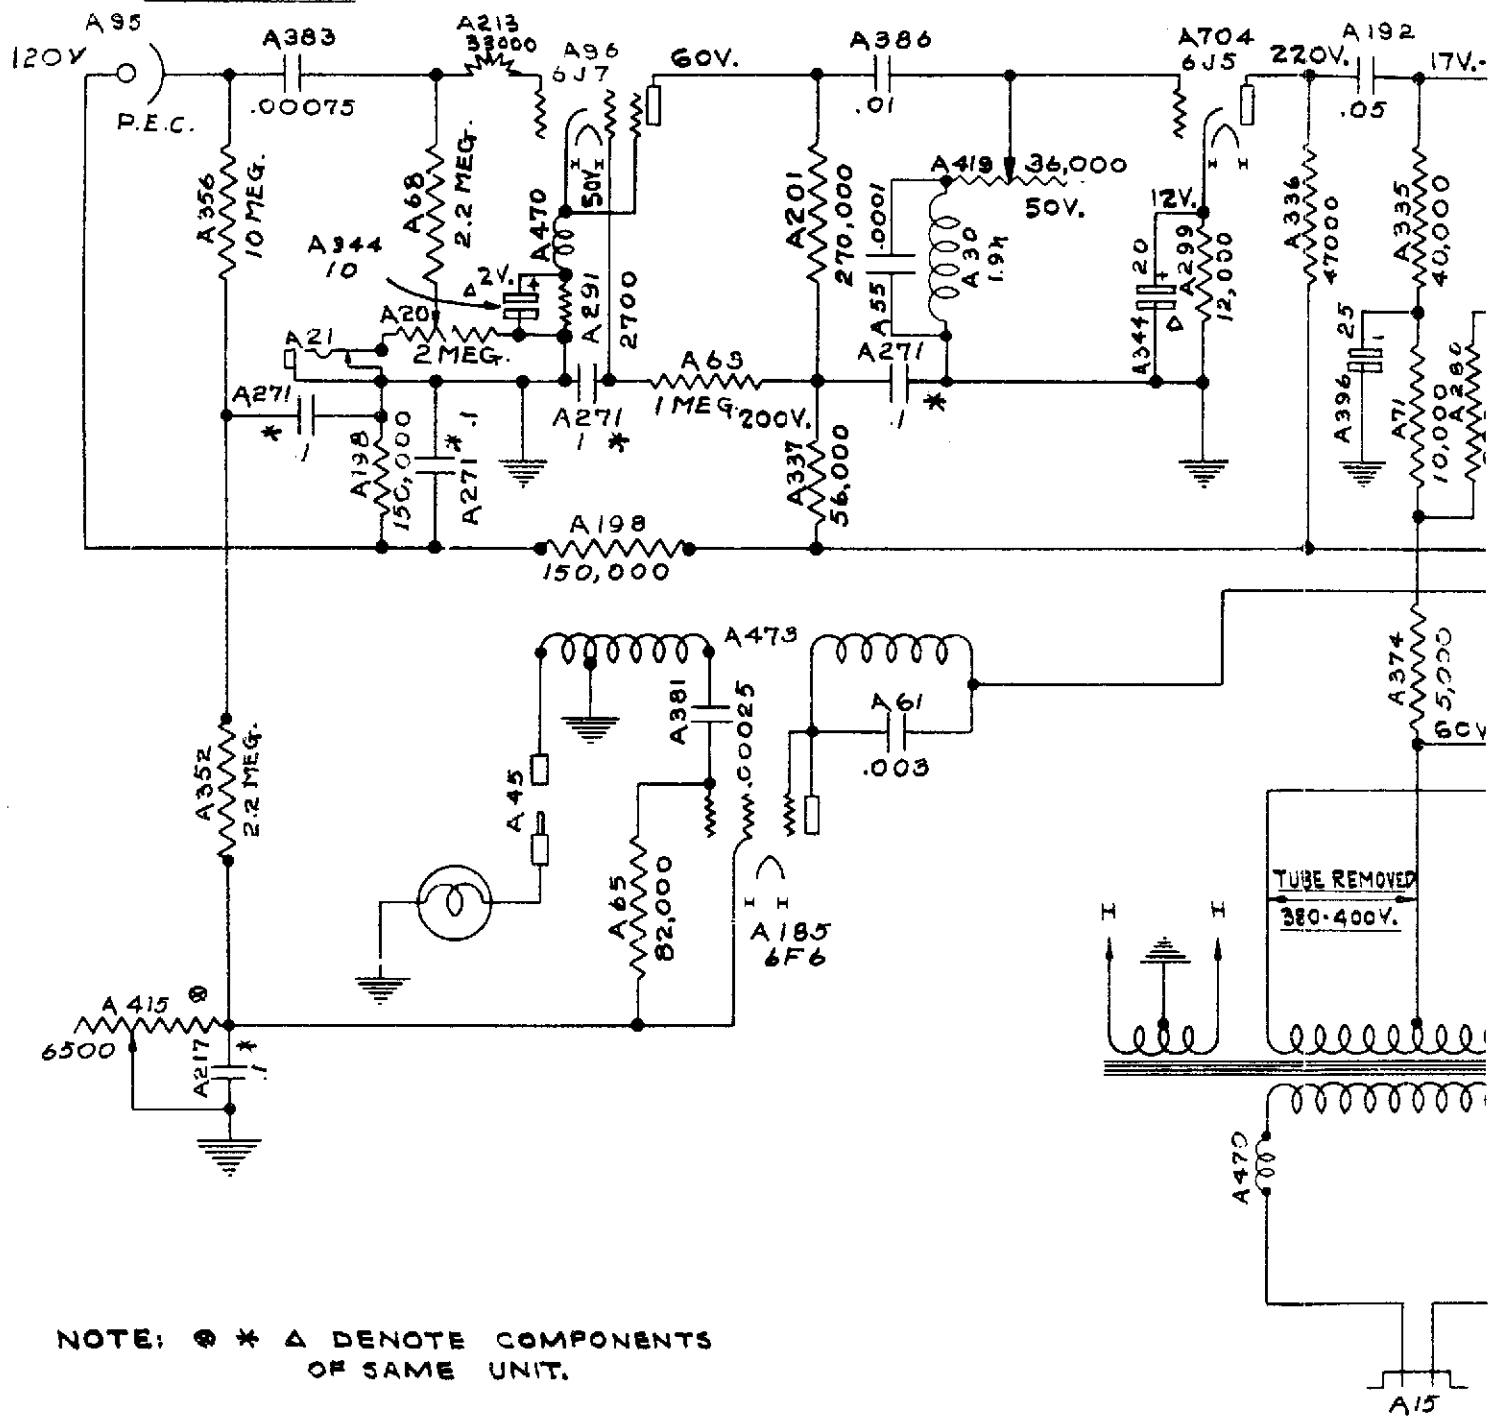 A95
120V
P.E.C.
A383
.00075
A213
33000
A96
6J7
60V.
A386
.01
A704
6J5
220V.
A192
.05
17V.-
A356
10 MEG.
A68
2.2 MEG.
A344
10
Δ 2V.
+
A470
50V.
I I
A291
2700
A201
270,000
.0001
A55
A419
36,000
50V.
A30
1.9h
12V.
20
+
A344
Δ
A299
12,000
I I
A336
47000
A335
40,000
25
A396
A71
10,000
A280
A21
A20
2 MEG.
A271
* .1
A198
150,000
* .1
A271
A271
.1 *
A63
1 MEG.
200V.
A271
.1 *
A337
56,000
A198
150,000
A473
A381
.00025
A61
.003
A374
5,000
60V
A352
2.2 MEG.
A45
A65
82,000
I I
A185
6F6
TUBE REMOVED
380-400V.
I I
A415 ⊗
6500
A217
* .1
A470
A15
NOTE: ⊗ * Δ DENOTE COMPONENTS
OF SAME UNIT.